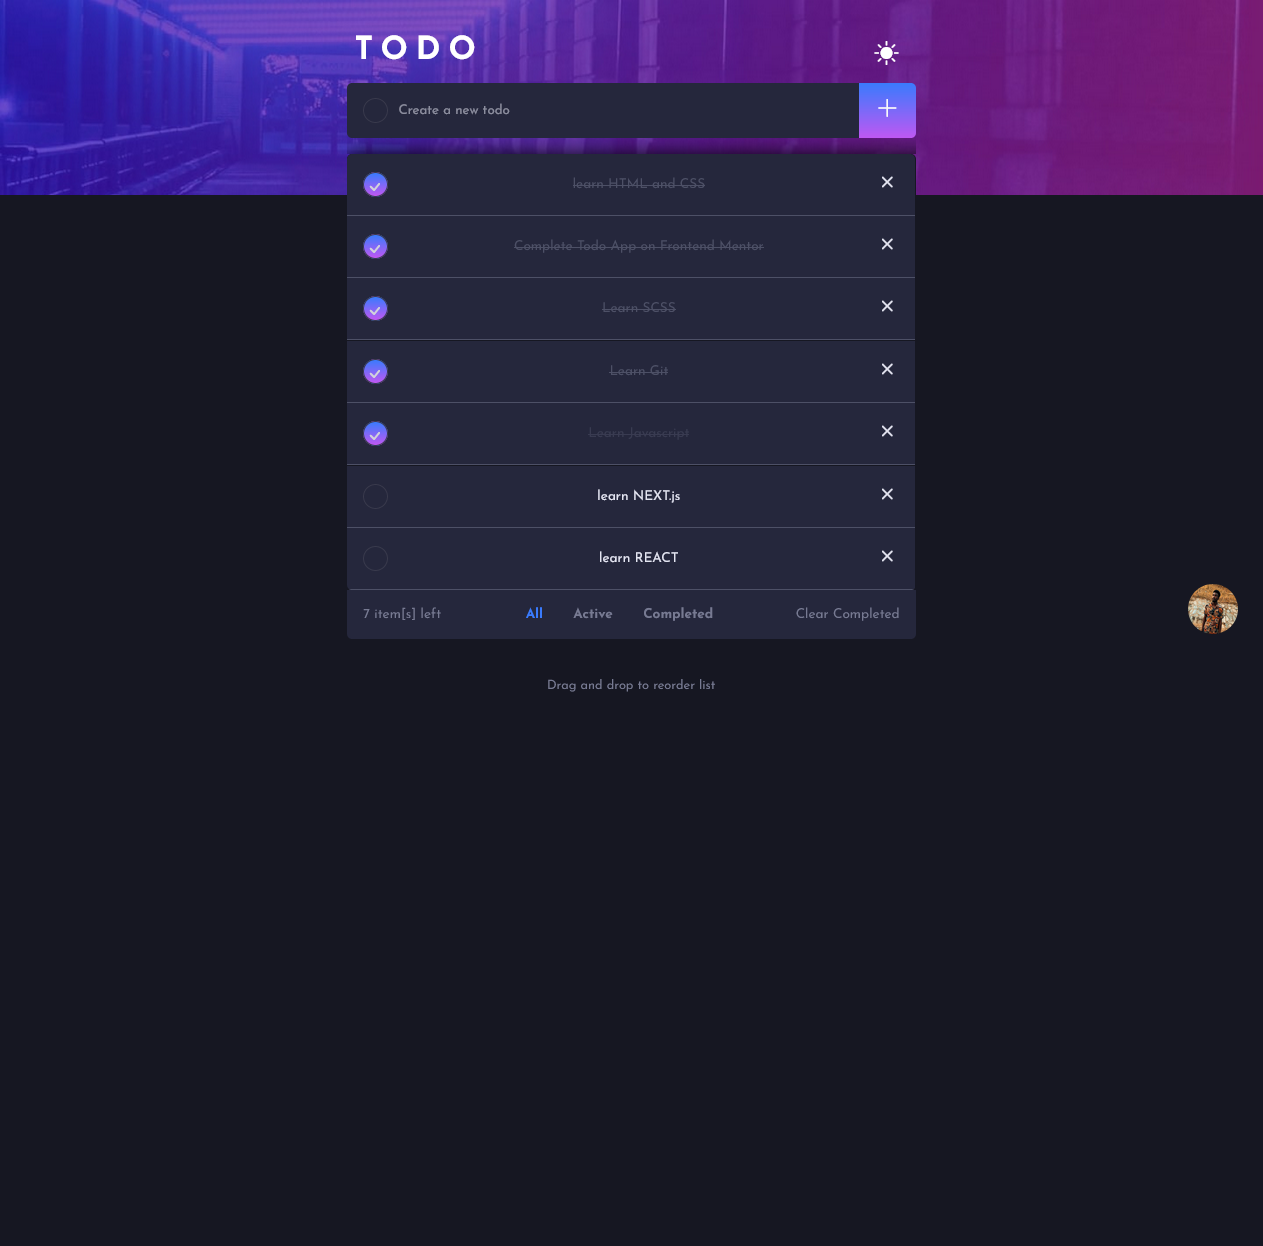 TODO
Create a new todo
learn HTML and CSS
Complete Todo App on Frontend Mentor
Learn SCSS
Learn Git
Learn Javascript
learn NEXT.js
learn REACT
7 item[s] left All Active Completed Clear Completed
Drag and drop to reorder list